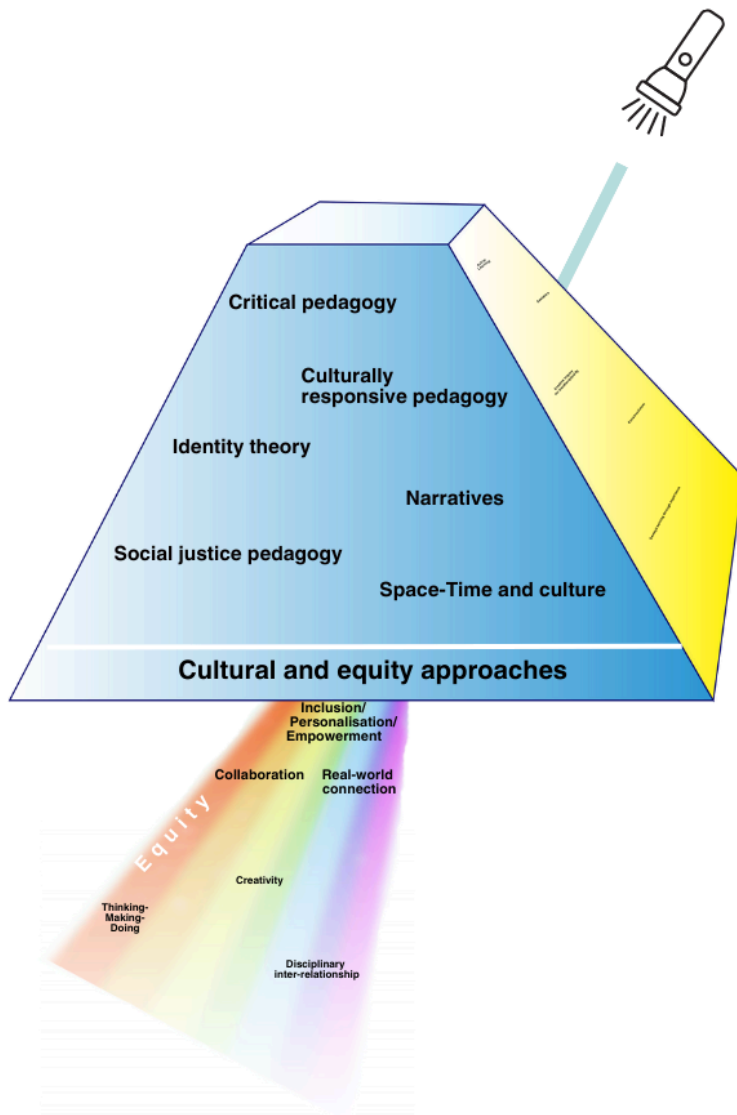 Critical pedagogy
Culturally
responsive pedagogy
Identity theory
Narratives
Social justice pedagogy
Space-Time and culture
Cultural and equity approaches
Inclusion/
Personalisation/
Empowerment
Collaboration
Real-world
connection
Equity
Creativity
Thinking-
Making-
Doing
Disciplinary
inter-relationship